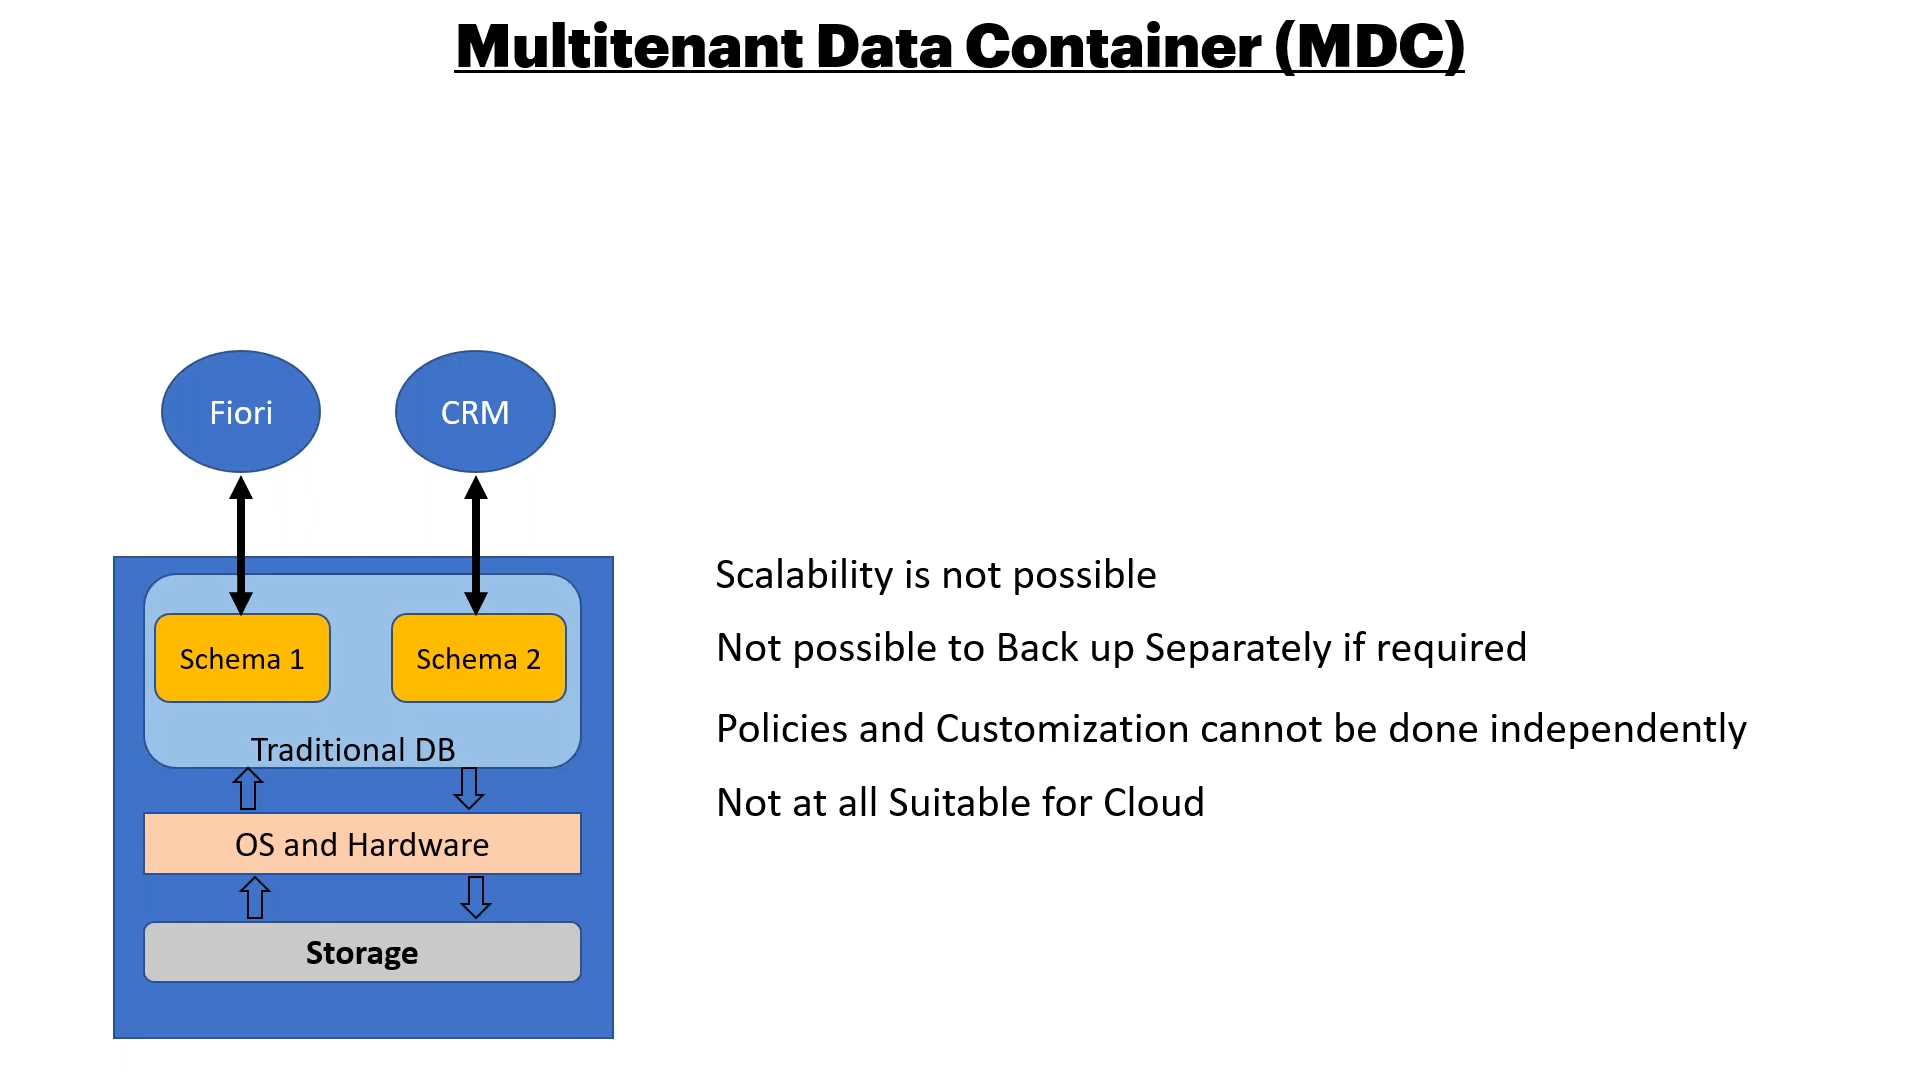 Multitenant Data Container (MDC)
Fiori
CRM
Schema 1
Schema 2
Traditional DB
OS and Hardware
Storage
Scalability is not possible
Not possible to Back up Separately if required
Policies and Customization cannot be done independently
Not at all Suitable for Cloud